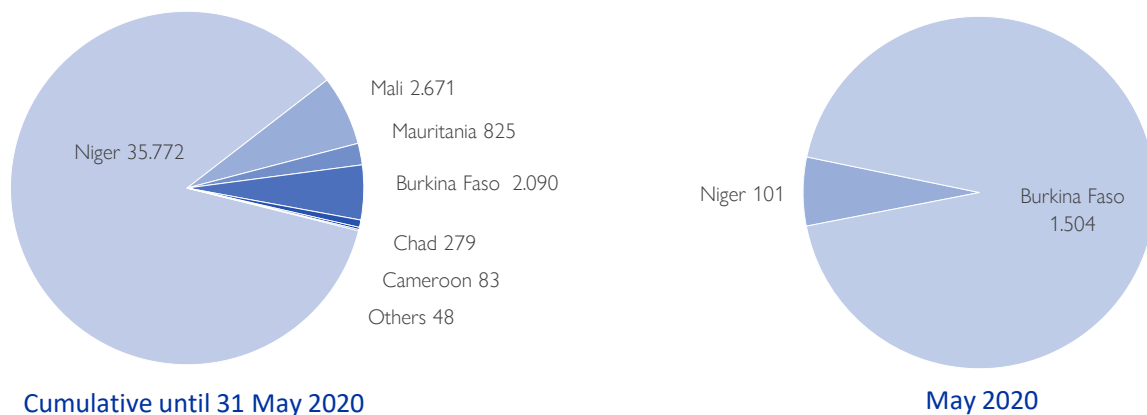 Mali 2.671
Mauritania 825
Niger 35.772
Burkina Faso 2.090
Chad 279
Cameroon 83
Others 48
Cumulative until 31 May 2020
Niger 101
Burkina Faso
1.504
May 2020